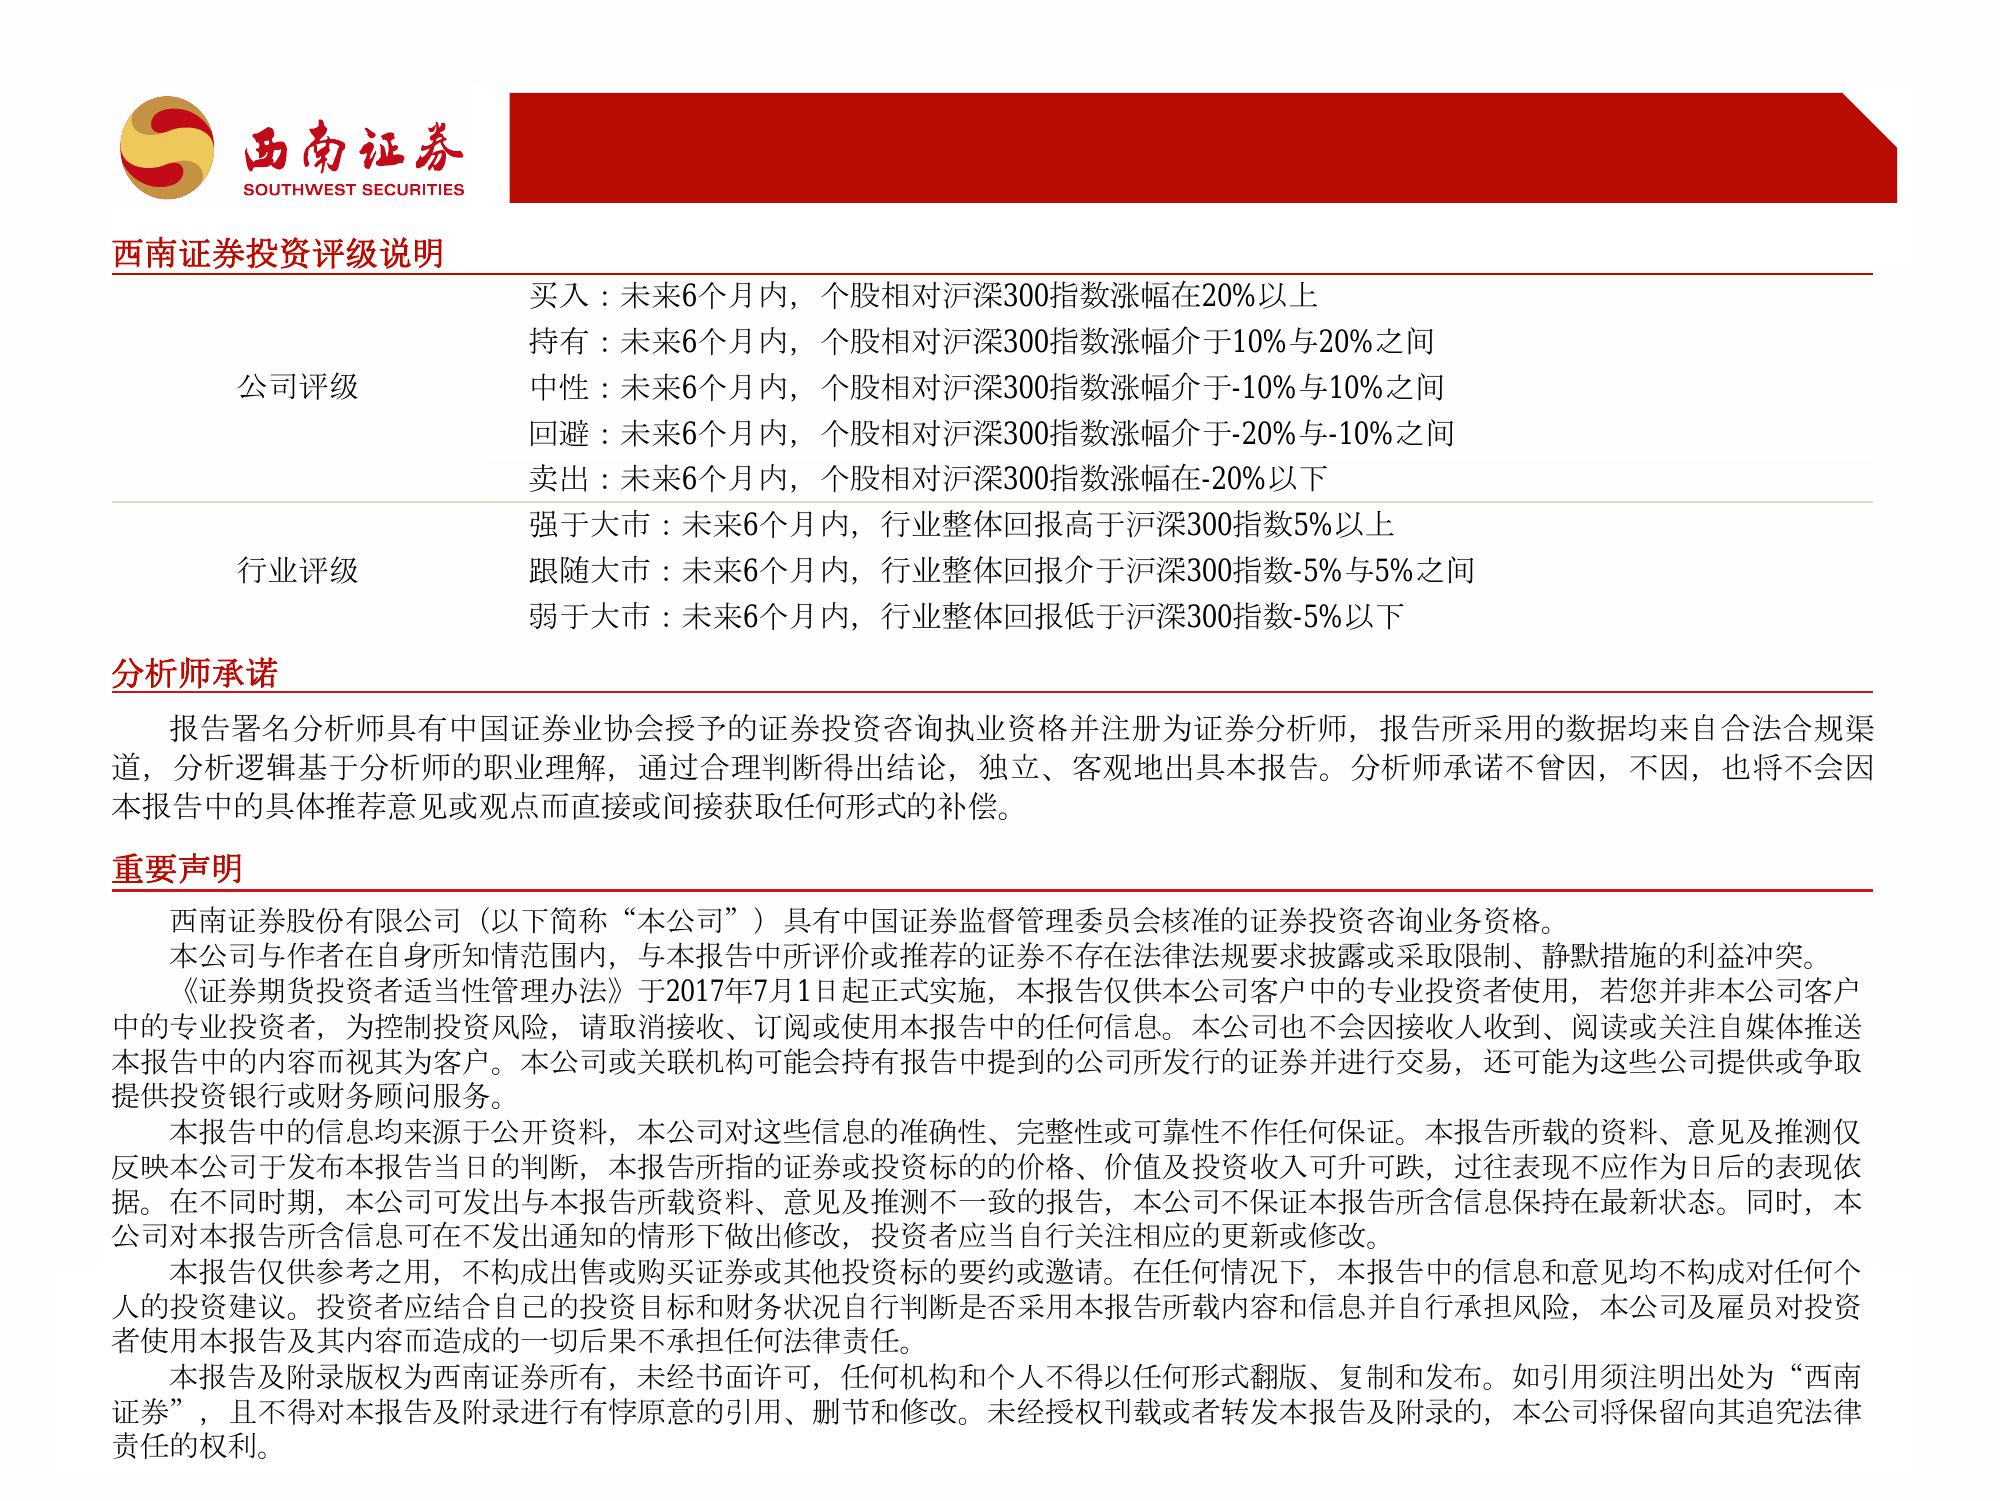 西南证券
SOUTHWEST SECURITIES
西南证券投资评级说明
公司评级
买入：未来6个月内，个股相对沪深300指数涨幅在20%以上
持有：未来6个月内，个股相对沪深300指数涨幅介于10%与20%之间
中性：未来6个月内，个股相对沪深300指数涨幅介于-10%与10%之间
回避：未来6个月内，个股相对沪深300指数涨幅介于-20%与-10%之间
卖出：未来6个月内，个股相对沪深300指数涨幅在-20%以下
行业评级
强于大市：未来6个月内，行业整体回报高于沪深300指数5%以上
跟随大市：未来6个月内，行业整体回报介于沪深300指数-5%与5%之间
弱于大市：未来6个月内，行业整体回报低于沪深300指数-5%以下
分析师承诺
报告署名分析师具有中国证券业协会授予的证券投资咨询执业资格并注册为证券分析师，报告所采用的数据均来自合法合规渠
道，分析逻辑基于分析师的职业理解，通过合理判断得出结论，独立、客观地出具本报告。分析师承诺不曾因，不因，也将不会因
本报告中的具体推荐意见或观点而直接或间接获取任何形式的补偿。
重要声明
西南证券股份有限公司（以下简称“本公司”）具有中国证券监督管理委员会核准的证券投资咨询业务资格。
本公司与作者在自身所知情范围内，与本报告中所评价或推荐的证券不存在法律法规要求披露或采取限制、静默措施的利益冲突。
《证券期货投资者适当性管理办法》于2017年7月1日起正式实施，本报告仅供本公司客户中的专业投资者使用，若您并非本公司客户
中的专业投资者，为控制投资风险，请取消接收、订阅或使用本报告中的任何信息。本公司也不会因接收人收到、阅读或关注自媒体推送
本报告中的内容而视其为客户。本公司或关联机构可能会持有报告中提到的公司所发行的证券并进行交易，还可能为这些公司提供或争取
提供投资银行或财务顾问服务。
本报告中的信息均来源于公开资料，本公司对这些信息的准确性、完整性或可靠性不作任何保证。本报告所载的资料、意见及推测仅
反映本公司于发布本报告当日的判断，本报告所指的证券或投资标的的价格、价值及投资收入可升可跌，过往表现不应作为日后的表现依
据。在不同时期，本公司可发出与本报告所载资料、意见及推测不一致的报告，本公司不保证本报告所含信息保持在最新状态。同时，本
公司对本报告所含信息可在不发出通知的情形下做出修改，投资者应当自行关注相应的更新或修改。
本报告仅供参考之用，不构成出售或购买证券或其他投资标的要约或邀请。在任何情况下，本报告中的信息和意见均不构成对任何个
人的投资建议。投资者应结合自己的投资目标和财务状况自行判断是否采用本报告所载内容和信息并自行承担风险，本公司及雇员对投资
者使用本报告及其内容而造成的一切后果不承担任何法律责任。
本报告及附录版权为西南证券所有，未经书面许可，任何机构和个人不得以任何形式翻版、复制和发布。如引用须注明出处为“西南
证券”，且不得对本报告及附录进行有悖原意的引用、删节和修改。未经授权刊载或者转发本报告及附录的，本公司将保留向其追究法律
责任的权利。